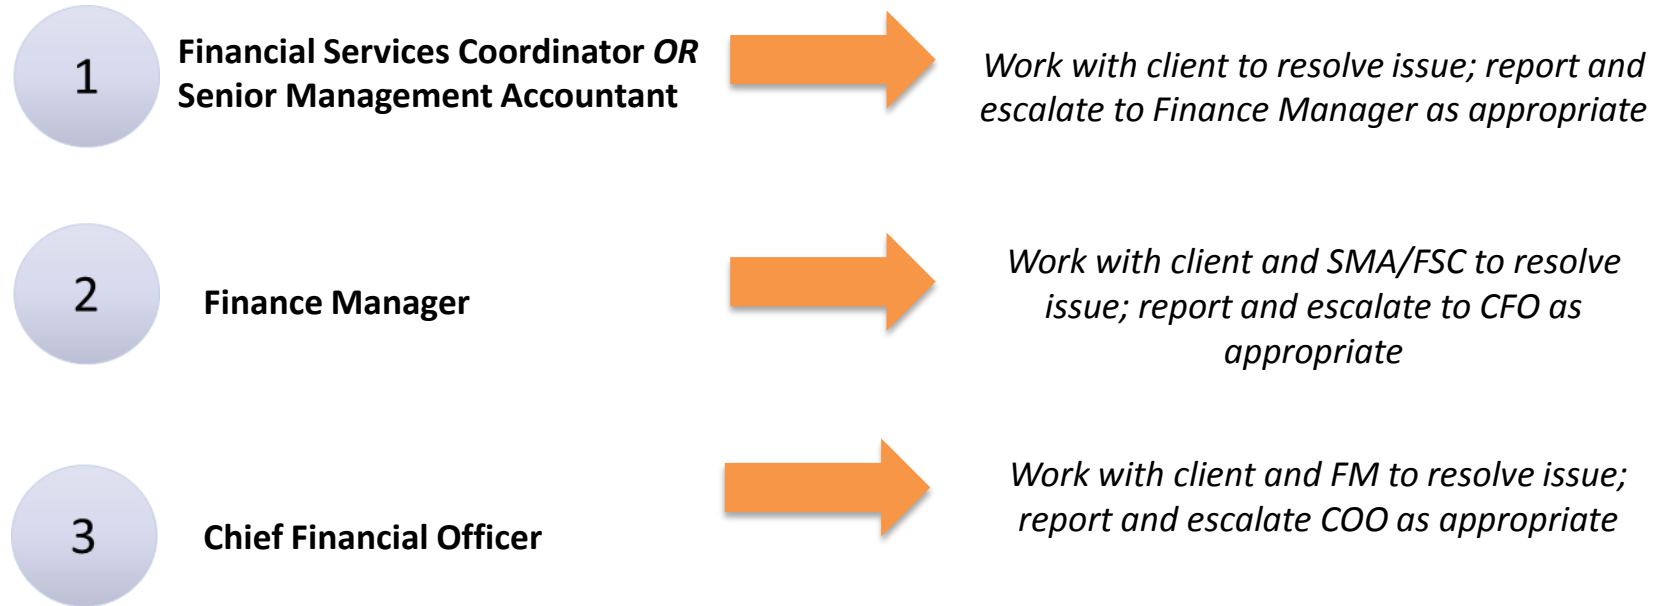 1
Financial Services Coordinator OR
Senior Management Accountant
Work with client to resolve issue; report and
escalate to Finance Manager as appropriate
2
Finance Manager
Work with client and SMA/FSC to resolve
issue; report and escalate to CFO as
appropriate
3
Chief Financial Officer
Work with client and FM to resolve issue;
report and escalate COO as appropriate